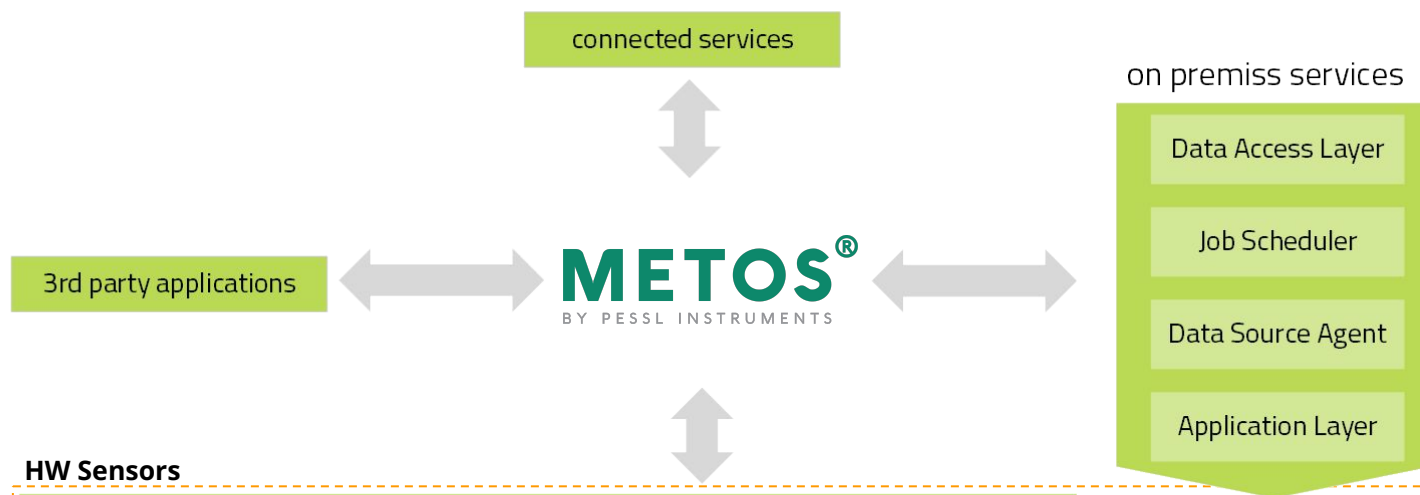 connected services
on premiss services
Data Access Layer
Job Scheduler
3rd party applications
METOS®
BY PESSL INSTRUMENTS
Data Source Agent
Application Layer
HW Sensors